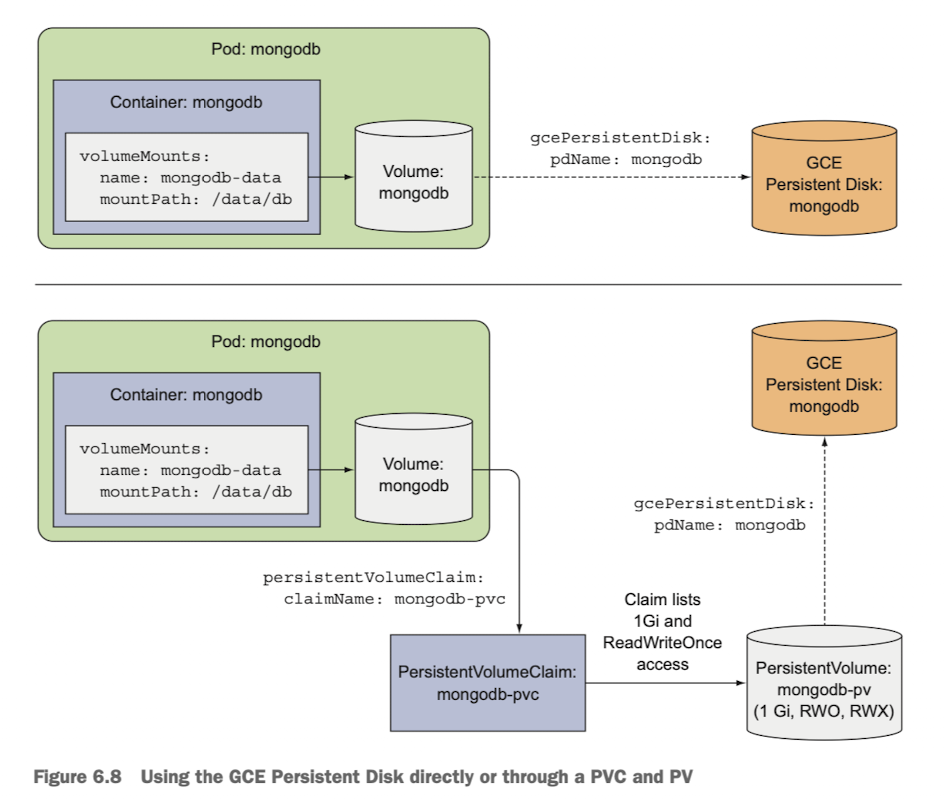 Pod: mongodb
Container: mongodb
volumeMounts:
name: mongodb-data
mountPath: /data/db
Volume:
mongodb
gcePersistentDisk:
pdName: mongodb
GCE
Persistent Disk:
mongodb
Pod: mongodb
Container: mongodb
volumeMounts:
name: mongodb-data
mountPath: /data/db
Volume:
mongodb
GCE
Persistent Disk:
mongodb
gcePersistentDisk:
pdName: mongodb
persistentVolumeClaim:
claimName: mongodb-pvc
Claim lists
1Gi and
ReadWriteOnce
access
PersistentVolumeClaim:
mongodb-pvc
PersistentVolume:
mongodb-pv
(1 Gi, RWO, RWX)
Figure 6.8 Using the GCE Persistent Disk directly or through a PVC and PV